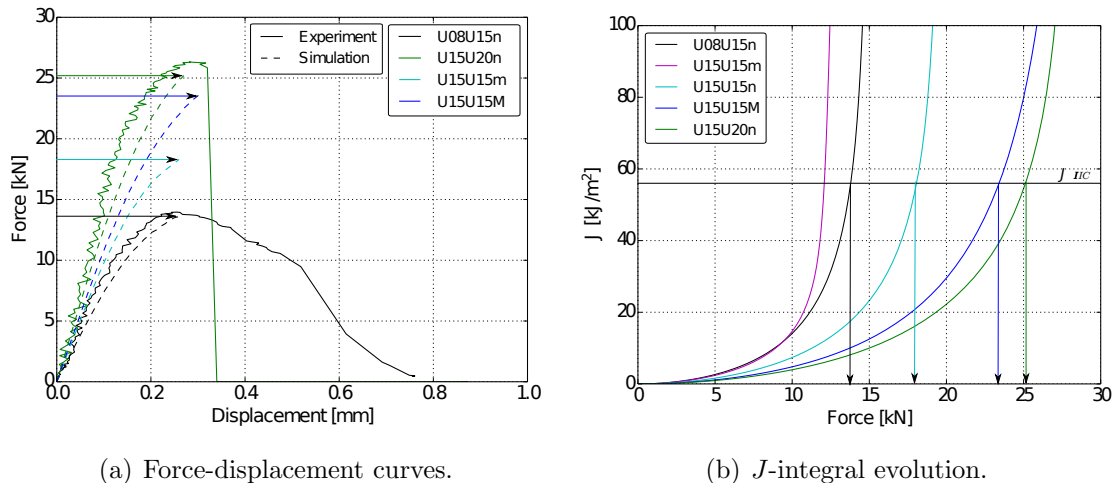 30
25
20
15
10
5
0
Force [kN]
0.0 0.2 0.4 0.6 0.8 1.0
Displacement [mm]
Experiment
Simulation
U08U15n
U15U20n
U15U15m
U15U15M
(a) Force-displacement curves.
100
80
60
40
20
0
J [kJ/m²]
0 5 10 15 20 25 30
Force [kN]
U08U15n
U15U15m
U15U15n
U15U15M
U15U20n
J IIC
(b) J-integral evolution.